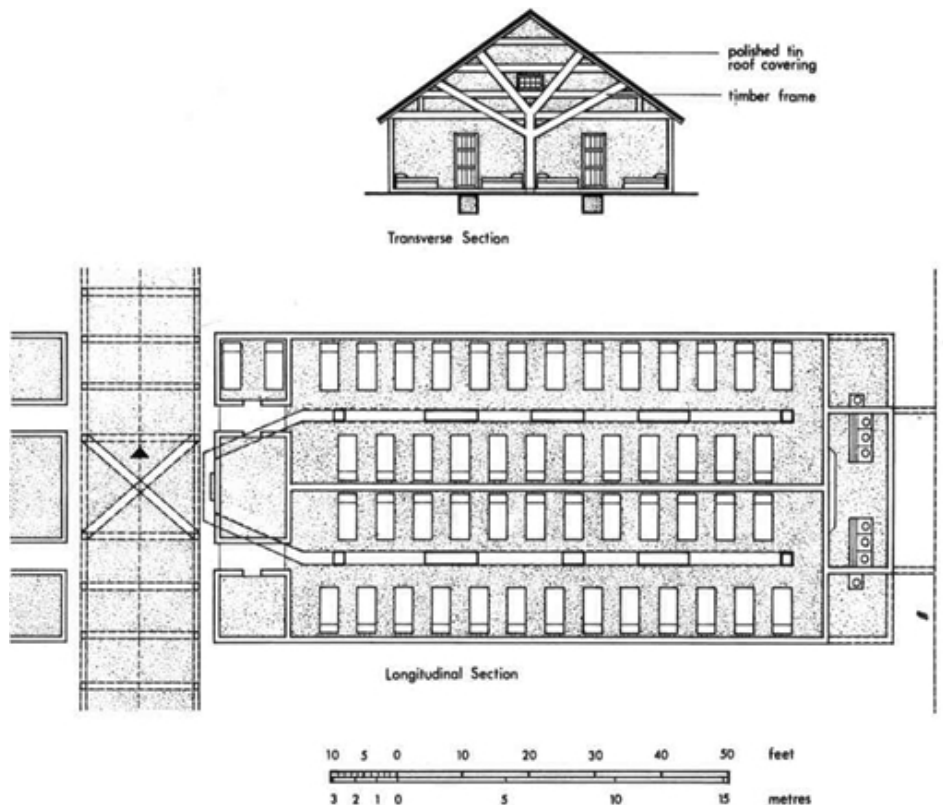 polished tin
roof covering
timber frame
Transverse Section
Longitudinal Section
10 5 0 10 20 30 40 50 feet
3 2 1 0 5 10 15 metres